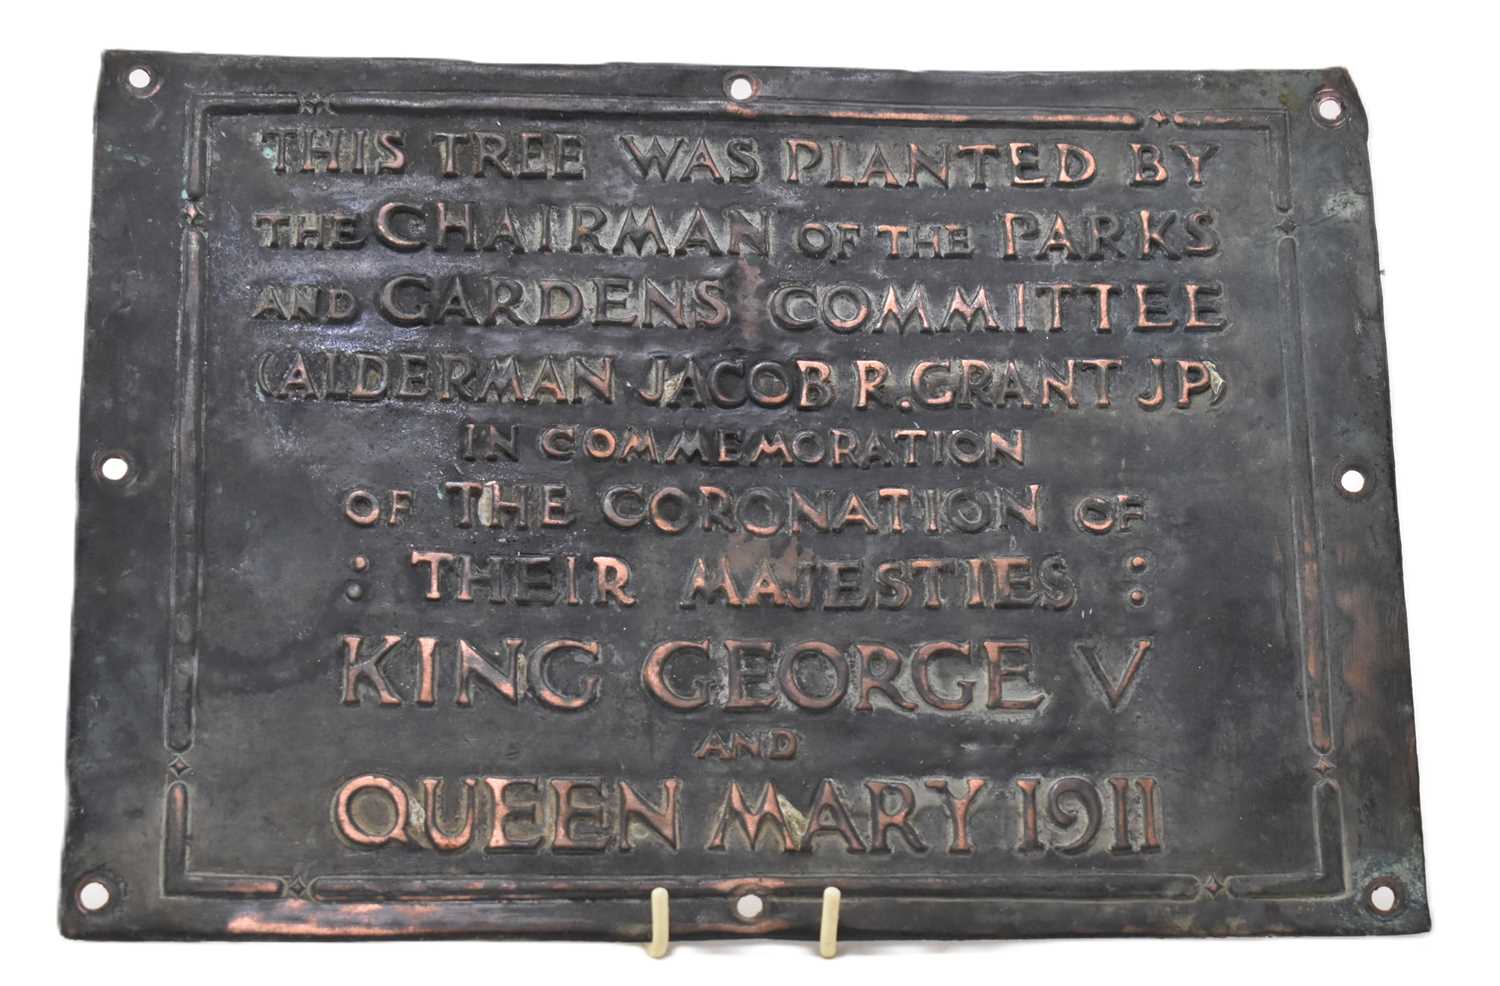 THIS TREE WAS PLANTED BY
THE CHAIRMAN OF THE PARKS
AND GARDENS COMMITTEE
(ALDERMAN JACOB R. GRANT JP)
IN COMMEMORATION
OF THE CORONATION OF
: THEIR MAJESTIES :
KING GEORGE V
AND
QUEEN MARY 1911